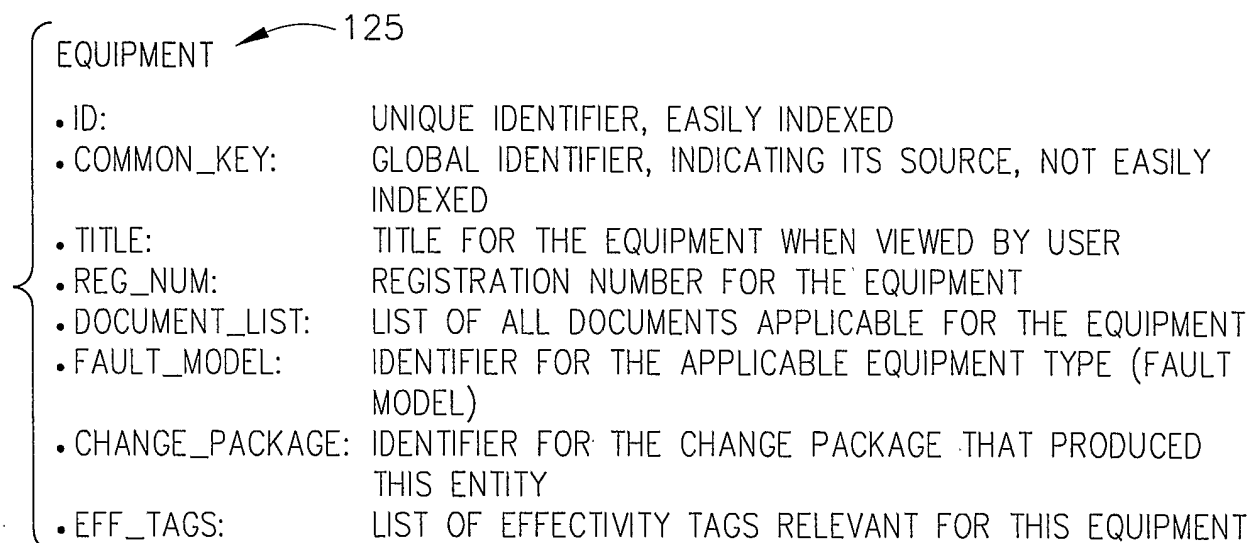 125
EQUIPMENT
• ID: UNIQUE IDENTIFIER, EASILY INDEXED
• COMMON_KEY: GLOBAL IDENTIFIER, INDICATING ITS SOURCE, NOT EASILY
INDEXED
• TITLE: TITLE FOR THE EQUIPMENT WHEN VIEWED BY USER
• REG_NUM: REGISTRATION NUMBER FOR THE EQUIPMENT
• DOCUMENT_LIST: LIST OF ALL DOCUMENTS APPLICABLE FOR THE EQUIPMENT
• FAULT_MODEL: IDENTIFIER FOR THE APPLICABLE EQUIPMENT TYPE (FAULT
MODEL)
• CHANGE_PACKAGE: IDENTIFIER FOR THE CHANGE PACKAGE THAT PRODUCED
THIS ENTITY
• EFF_TAGS: LIST OF EFFECTIVITY TAGS RELEVANT FOR THIS EQUIPMENT